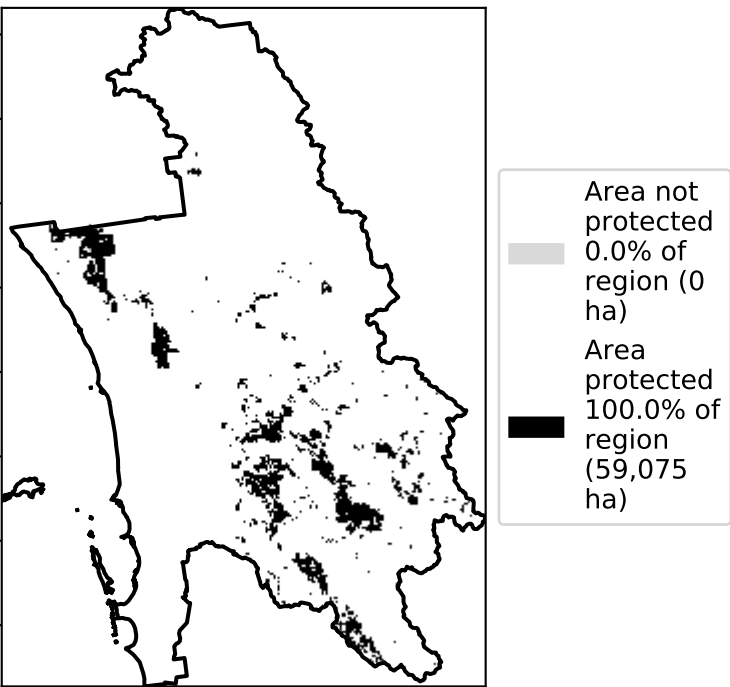 Area not
protected
0.0% of
region (0
ha)
Area
protected
100.0% of
region
(59,075
ha)